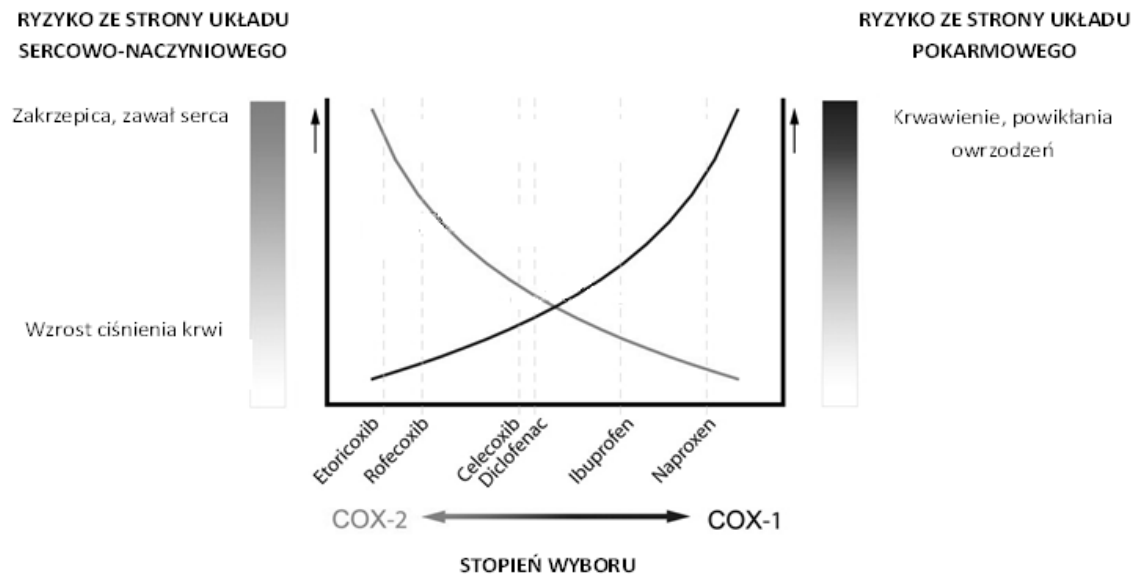 RYZYKO ZE STRONY UKŁADU
SERCOWO-NACZYNIOWEGO
RYZYKO ZE STRONY UKŁADU
POKARMOWEGO
Zakrzepica, zawał serca
Krwawienie, powikłania
owrzodzeń
Wzrost ciśnienia krwi
Etoricoxib
Rofecoxib
Celecoxib
Diclofenac
Ibuprofen
Naproxen
COX-2
COX-1
STOPIEŃ WYBORU